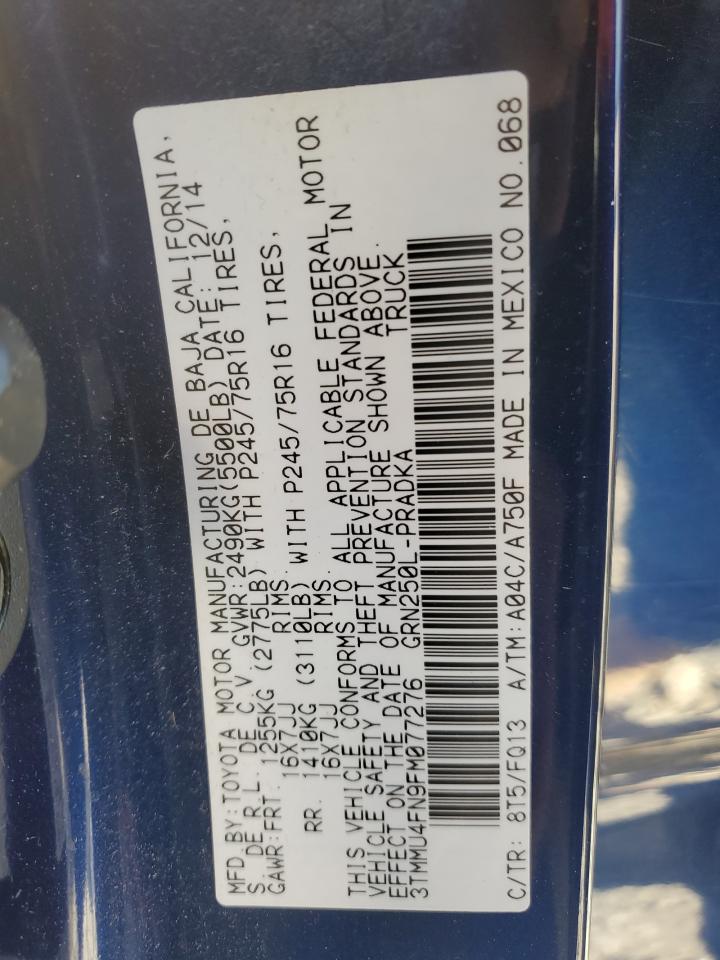 MFD.BY:TOYOTA MOTOR MANUFACTURING DE BAJA CALIFORNIA,
S. DE R.L. DE C.V. GVWR:2490KG(5500LB) DATE: 12/14
GAWR:FRT. 1255KG (2775LB) WITH P245/75R16 TIRES,
16X7JJ RIMS.
RR. 1410KG (3110LB) WITH P245/75R16 TIRES,
16X7JJ RIMS.
THIS VEHICLE CONFORMS TO ALL APPLICABLE FEDERAL MOTOR
VEHICLE SAFETY AND THEFT PREVENTION STANDARDS IN
EFFECT ON THE DATE OF MANUFACTURE SHOWN ABOVE.
3TMMU4FN9FM077276 GRN250L-PRADKA TRUCK
C/TR: 8T5/FQ13 A/TM:A04C/A750F MADE IN MEXICO NO.068